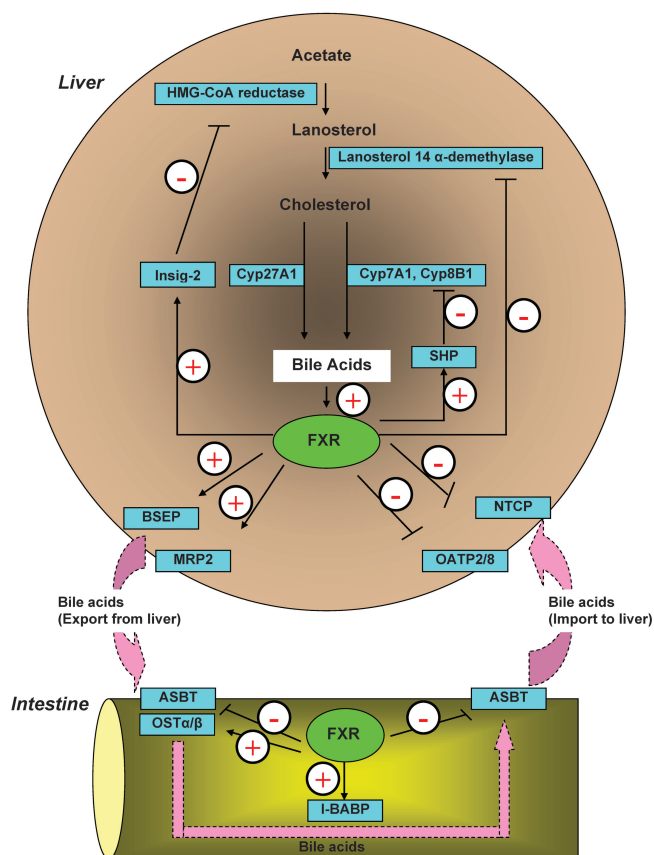 Acetate
Liver
HMG-CoA reductase
Lanosterol
Lanosterol 14 α-demethylase
-
Cholesterol
Insig-2
Cyp27A1
Cyp7A1, Cyp8B1
-
-
+
SHP
Bile Acids
+
+
FXR
+
-
+
-
BSEP
NTCP
MRP2
OATP2/8
Bile acids
(Export from liver)
Bile acids
(Import to liver)
Intestine
ASBT
ASBT
OSTα/β
-
-
FXR
+
+
I-BABP
Bile acids